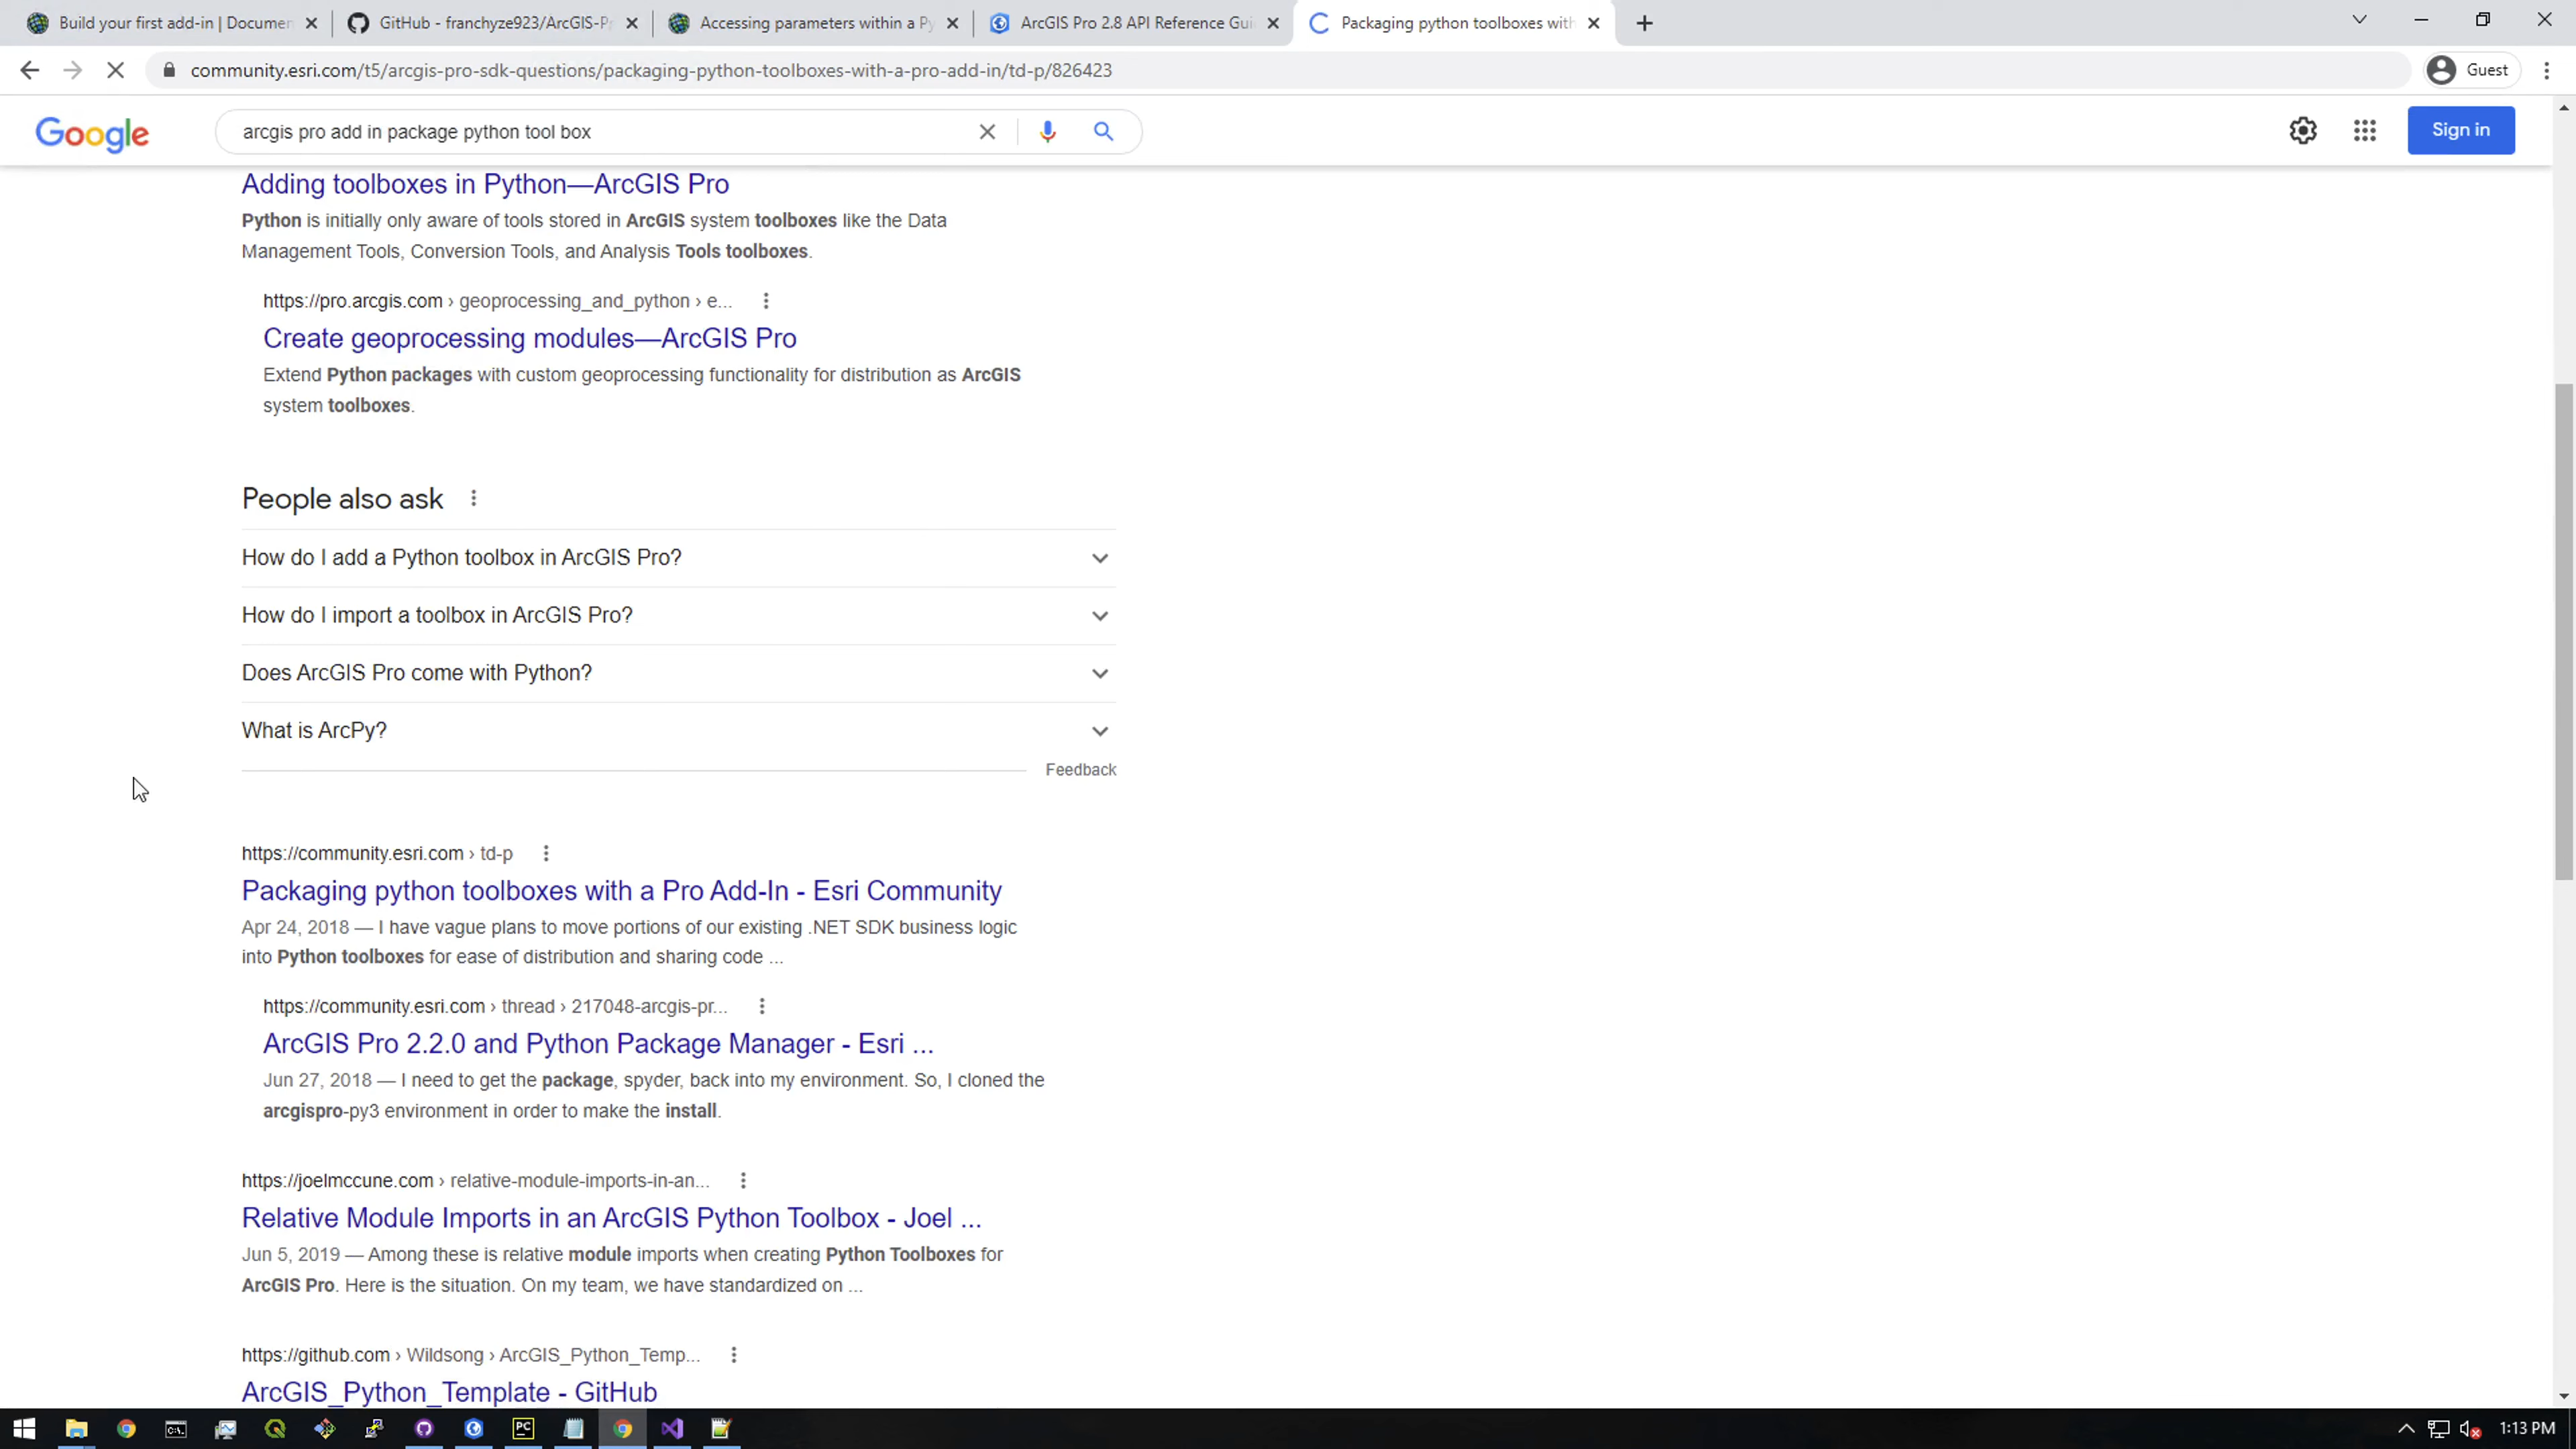 Build your first add-in | Documen
GitHub - franchyze923/ArcGIS-Pr
Accessing parameters within a Py
ArcGIS Pro 2.8 API Reference Gui
Packaging python toolboxes with
community.esri.com/t5/arcgis-pro-sdk-questions/packaging-python-toolboxes-with-a-pro-add-in/td-p/826423
Guest
Google
arcgis pro add in package python tool box
Sign in
Adding toolboxes in Python—ArcGIS Pro
Python is initially only aware of tools stored in ArcGIS system toolboxes like the Data
Management Tools, Conversion Tools, and Analysis Tools toolboxes.
https://pro.arcgis.com › geoprocessing_and_python › e...
Create geoprocessing modules—ArcGIS Pro
Extend Python packages with custom geoprocessing functionality for distribution as ArcGIS
system toolboxes.
People also ask
How do I add a Python toolbox in ArcGIS Pro?
How do I import a toolbox in ArcGIS Pro?
Does ArcGIS Pro come with Python?
What is ArcPy?
Feedback
https://community.esri.com › td-p
Packaging python toolboxes with a Pro Add-In - Esri Community
Apr 24, 2018 — I have vague plans to move portions of our existing .NET SDK business logic
into Python toolboxes for ease of distribution and sharing code ...
https://community.esri.com › thread › 217048-arcgis-pr...
ArcGIS Pro 2.2.0 and Python Package Manager - Esri ...
Jun 27, 2018 — I need to get the package, spyder, back into my environment. So, I cloned the
arcgispro-py3 environment in order to make the install.
https://joelmccune.com › relative-module-imports-in-an...
Relative Module Imports in an ArcGIS Python Toolbox - Joel ...
Jun 5, 2019 — Among these is relative module imports when creating Python Toolboxes for
ArcGIS Pro. Here is the situation. On my team, we have standardized on ...
https://github.com › Wildsong › ArcGIS_Python_Temp...
ArcGIS_Python_Template - GitHub
PC
1:13 PM